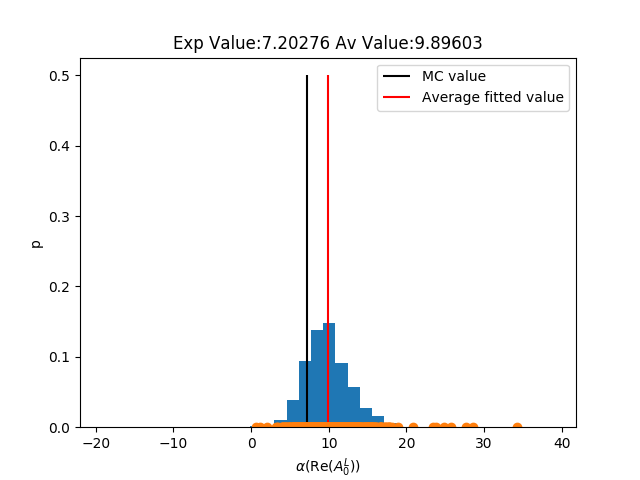 Exp Value:7.20276 Av Value:9.89603
MC value
Average fitted value
0.5
0.4
0.3
0.2
0.1
0.0
p
−20
−10
0
10
20
30
40
α(Re(A₀ᴸ))